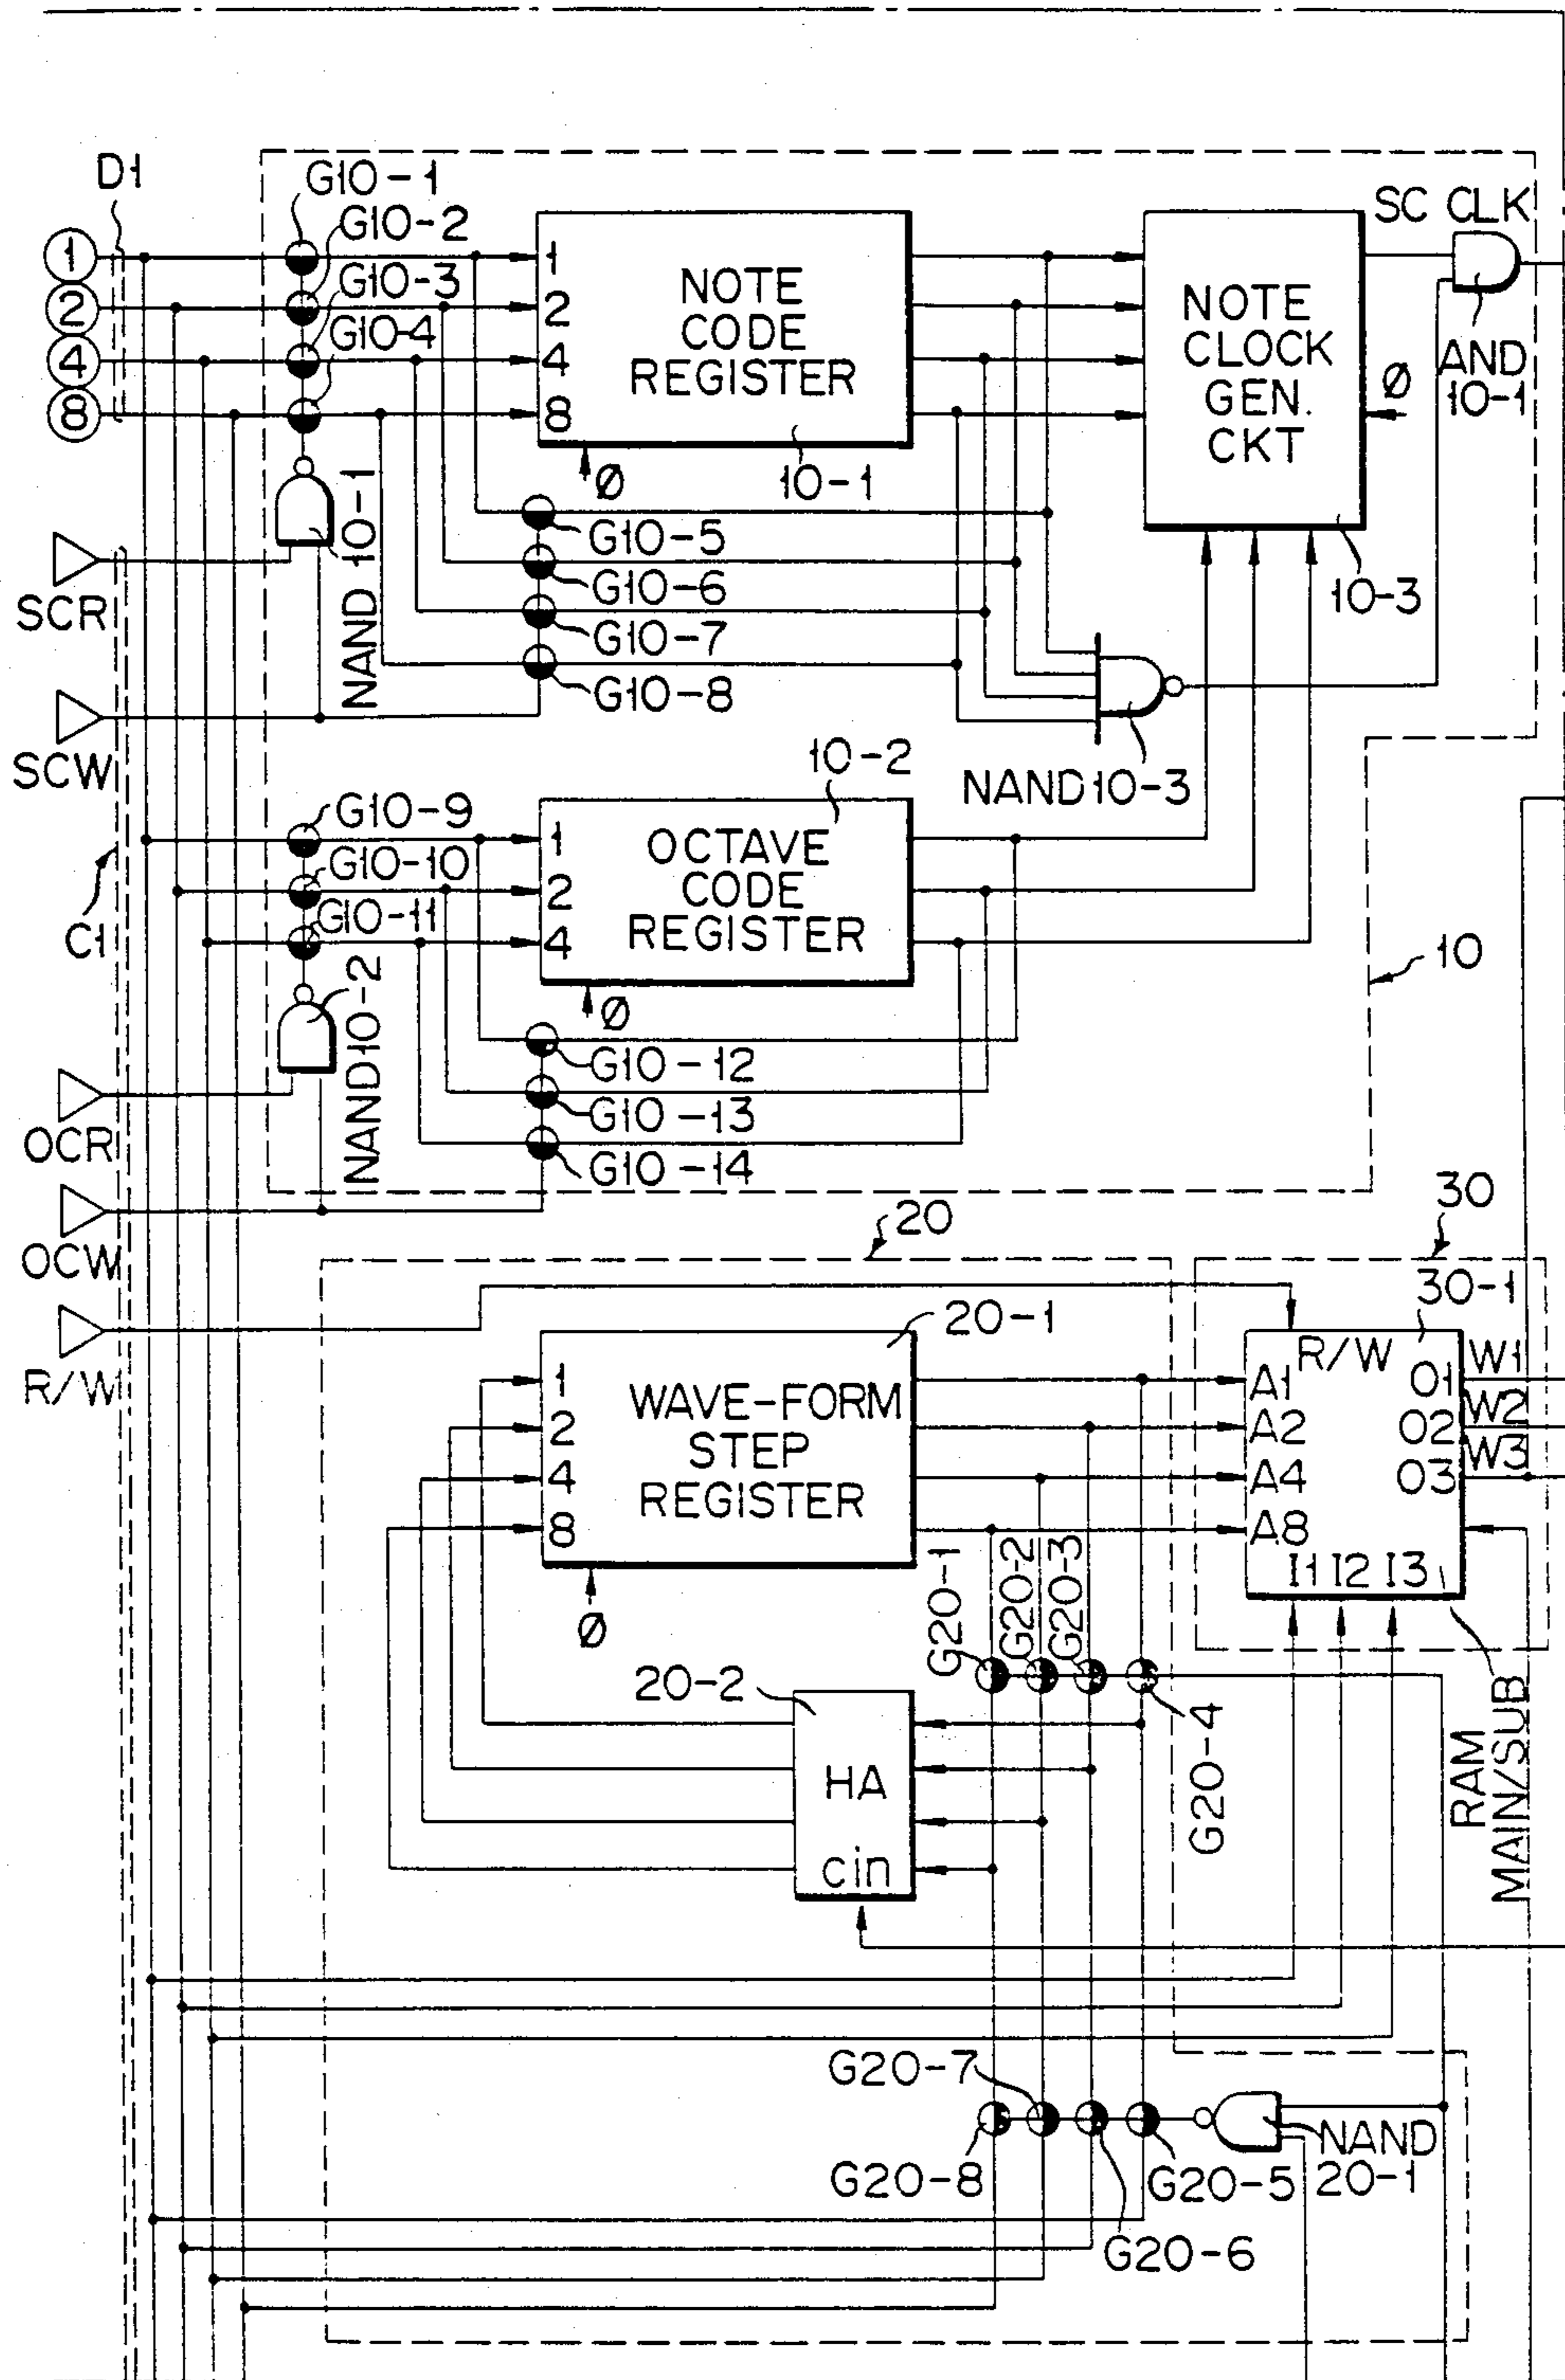 D1
1
2
4
8
SCR
SCW
C1
OCR
OCW
R/W
G10-1
G10-2
G10-3
G10-4
NAND 10-1
1
2
4
8
NOTE
CODE
REGISTER
Ø
10-1
G10-5
G10-6
G10-7
G10-8
NOTE
CLOCK
GEN.
CKT
10-3
Ø
SC CLK
AND
10-1
NAND10-3
10-2
G10-9
G10-10
G10-11
NAND10-2
1
2
4
OCTAVE
CODE
REGISTER
Ø
G10-12
G10-13
G10-14
10
20
30
20-1
1
2
4
8
WAVE-FORM
STEP
REGISTER
Ø
30-1
R/W
A1
A2
A4
A8
O1
O2
O3
I1 I2 I3
W1
W2
W3
G20-1
G20-2
G20-3
G20-4
20-2
HA
cin
RAM
MAIN/SUB
G20-7
G20-8
G20-6
G20-5
NAND
20-1